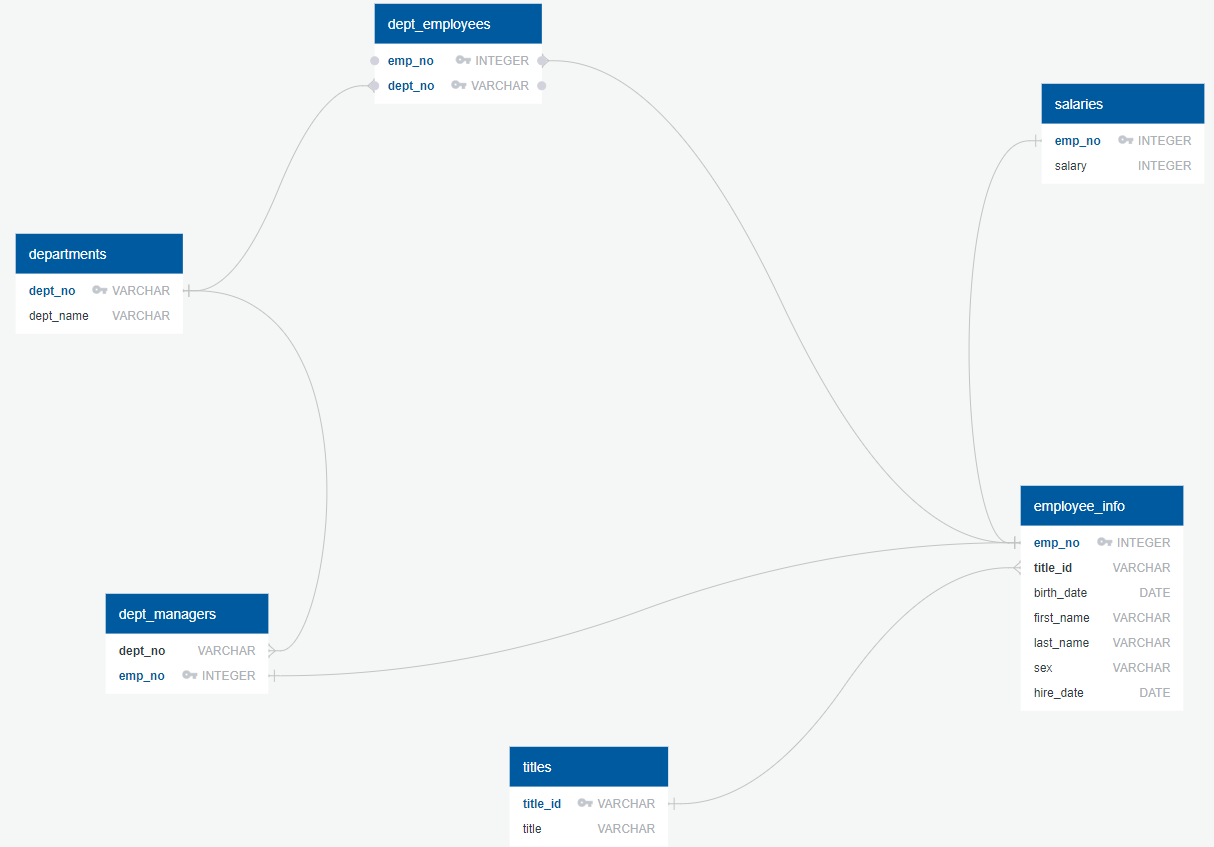 dept_employees
emp_no INTEGER
dept_no VARCHAR
salaries
emp_no INTEGER
salary INTEGER
departments
dept_no VARCHAR
dept_name VARCHAR
employee_info
emp_no INTEGER
title_id VARCHAR
birth_date DATE
first_name VARCHAR
last_name VARCHAR
sex VARCHAR
hire_date DATE
dept_managers
dept_no VARCHAR
emp_no INTEGER
titles
title_id VARCHAR
title VARCHAR